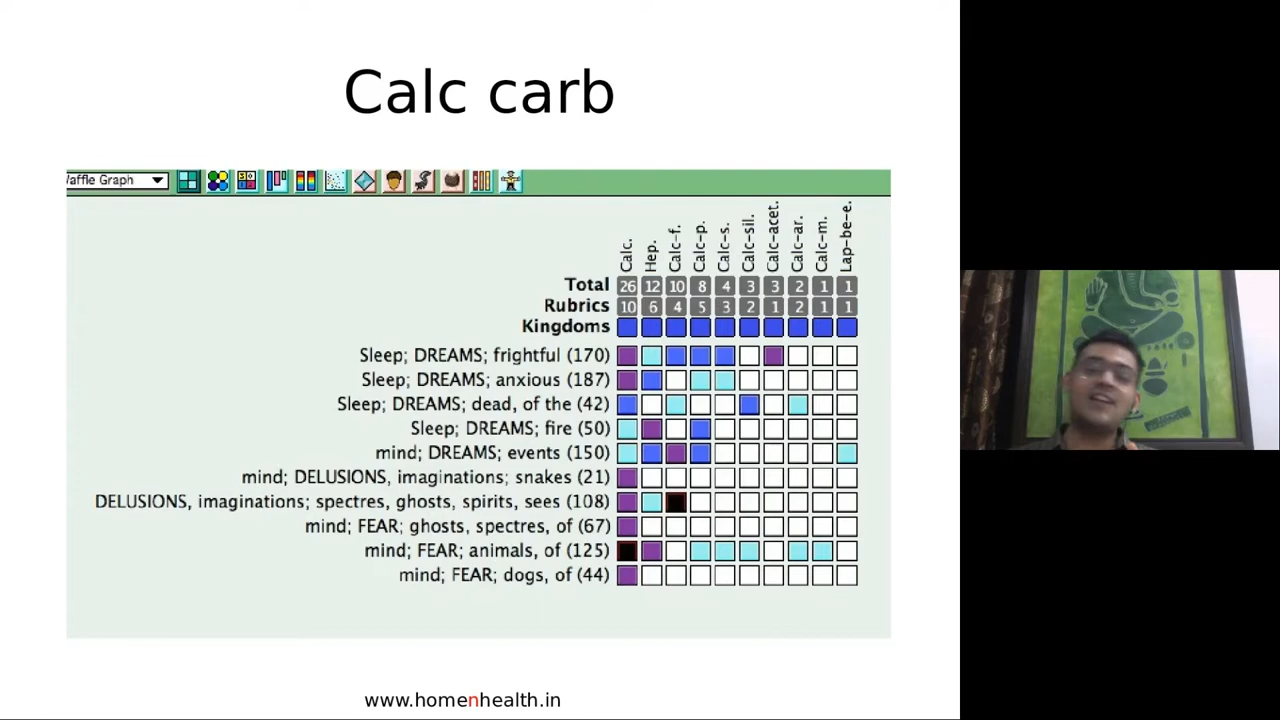 Calc carb
Waffle Graph
Calc. Hep. Calc-f. Calc-p. Calc-s. Calc-sil. Calc-acet. Calc-ar. Calc-m. Lap-be-e.
Total 26 12 10 8 4 3 3 2 1 1
Rubrics 10 6 4 5 3 2 1 2 1 1
Kingdoms
Sleep; DREAMS; frightful (170)
Sleep; DREAMS; anxious (187)
Sleep; DREAMS; dead, of the (42)
Sleep; DREAMS; fire (50)
mind; DREAMS; events (150)
mind; DELUSIONS, imaginations; snakes (21)
DELUSIONS, imaginations; spectres, ghosts, spirits, sees (108)
mind; FEAR; ghosts, spectres, of (67)
mind; FEAR; animals, of (125)
mind; FEAR; dogs, of (44)
www.homenhealth.in